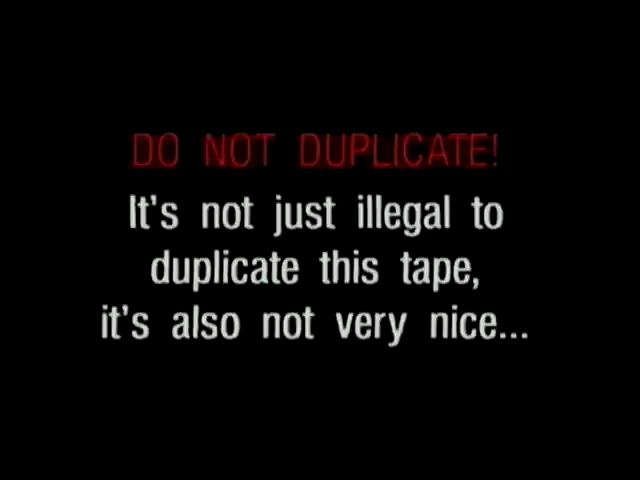 DO NOT DUPLICATE!
It's not just illegal to
duplicate this tape,
it's also not very nice...